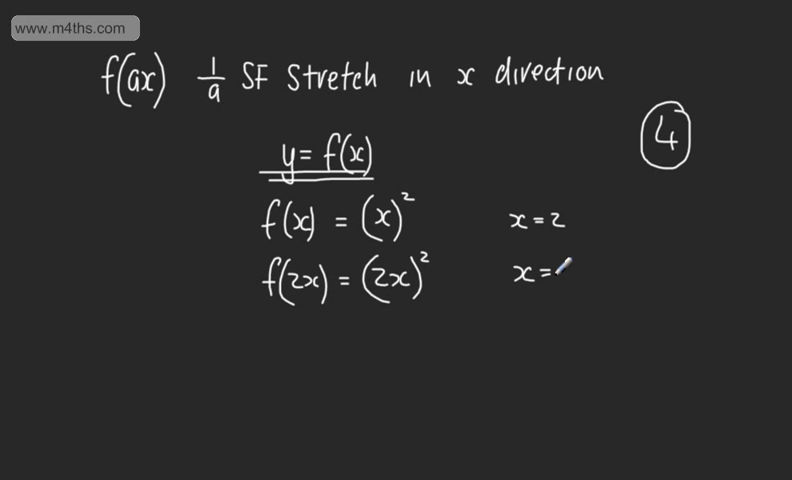 www.m4ths.com
f(ax) 1/a SF Stretch in x direction
4
y = f(x)
f(x) = (x)² x = 2
f(2x) = (2x)² x =